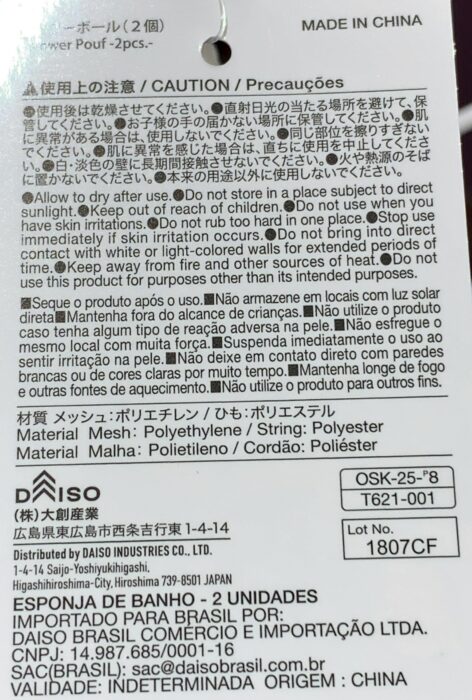 ーボール(2個)
ower Pouf -2pcs.-
MADE IN CHINA
⚠使用上の注意 / CAUTION / Precauções
●使用後は乾燥させてください。●直射日光の当たる場所を避けて、保
管してください。●お子様の手の届かない場所に保管してください。●肌
に異常がある場合は、使用しないでください。●同じ部位を擦りすぎない
でください。●肌に異常を感じた場合は、直ちに使用を中止してくださ
い。●白・淡色の壁に長期間接触させないでください。●火や熱源のそば
に置かないでください。●本来の用途以外に使用しないでください。
●Allow to dry after use.●Do not store in a place subject to direct
sunlight.●Keep out of reach of children.●Do not use when you
have skin irritations.●Do not rub too hard in one place.●Stop use
immediately if skin irritation occurs.●Do not bring into direct
contact with white or light-colored walls for extended periods of
time.●Keep away from fire and other sources of heat.●Do not
use this product for purposes other than its intended purposes.
■Seque o produto após o uso.■Não armazene em locais com luz solar
direta■Mantenha fora do alcance de crianças.■Não utilize o produto
caso tenha algum tipo de reação adversa na pele.■Não esfregue o
mesmo local com muita força.■Suspenda imediatamente o uso ao
sentir irritação na pele.■Não deixe em contato direto com paredes
brancas ou de cores claras por muito tempo.■Mantenha longe de fogo
e outras fontes de aquecimento.■Não utilize o produto para outros fins.
材質 メッシュ:ポリエチレン / ひも:ポリエステル
Material Mesh: Polyethylene / String: Polyester
Material Malha: Polietileno / Cordão: Poliéster
DAISO
(株)大創産業
広島県東広島市西条吉行東1-4-14
Distributed by DAISO INDUSTRIES CO., LTD.
1-4-14 Saijo-Yoshiyukihigashi,
Higashihiroshima-City, Hiroshima 739-8501 JAPAN
OSK-25-P8
T621-001
Lot No.
1807CF
ESPONJA DE BANHO - 2 UNIDADES
IMPORTADO PARA BRASIL POR:
DAISO BRASIL COMÉRCIO E IMPORTAÇÃO LTDA.
CNPJ: 14.987.685/0001-16
SAC(BRASIL): sac@daisobrasil.com.br
VALIDADE: INDETERMINADA ORIGEM : CHINA